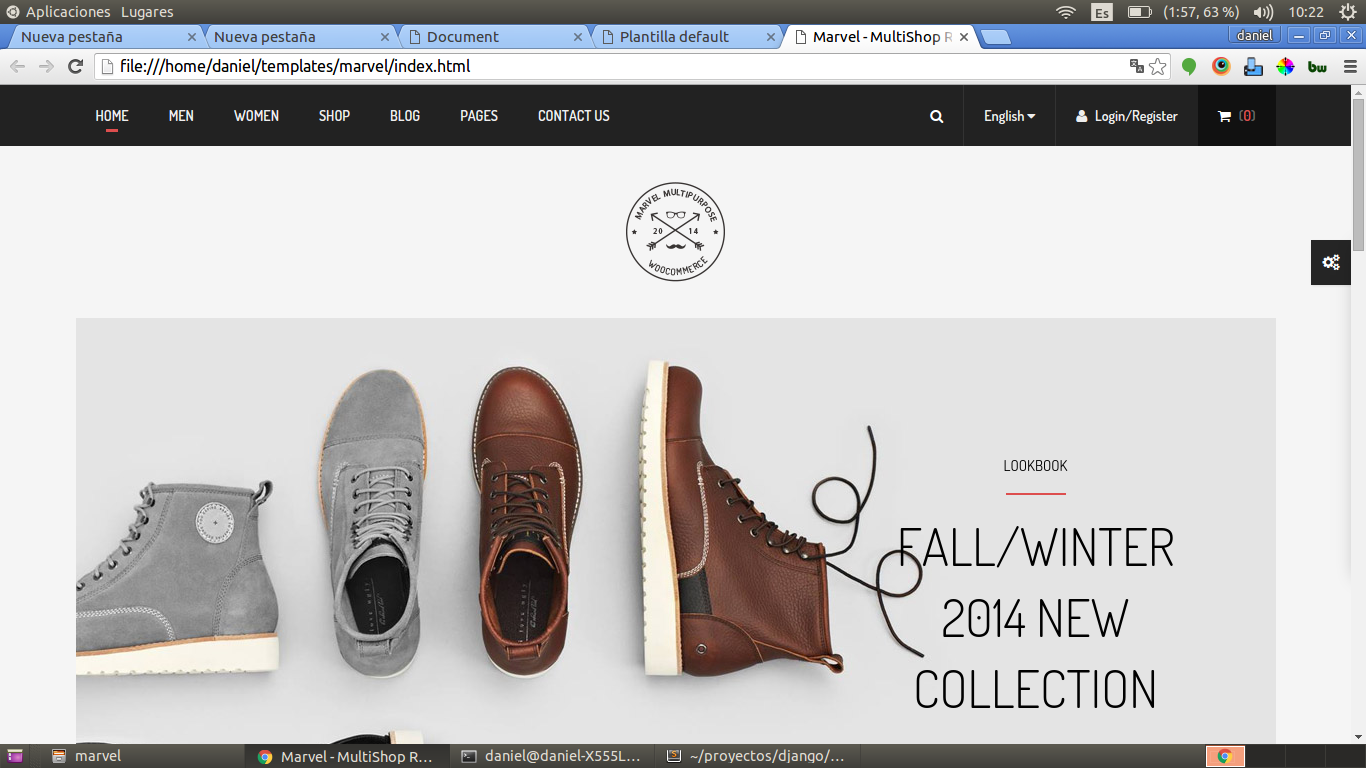 Aplicaciones Lugares Es (1:57, 63 %) 10:22
Nueva pestaña Nueva pestaña Document Plantilla default Marvel - MultiShop R daniel
file:///home/daniel/templates/marvel/index.html bw
HOME MEN WOMEN SHOP BLOG PAGES CONTACT US English Login/Register (0)
MARVEL MULTIPURPOSE
20 14
WOOCOMMERCE
LOOKBOOK
FALL/WINTER
2014 NEW
COLLECTION
marvel Marvel - MultiShop R... daniel@daniel-X555L... ~/proyectos/django/...